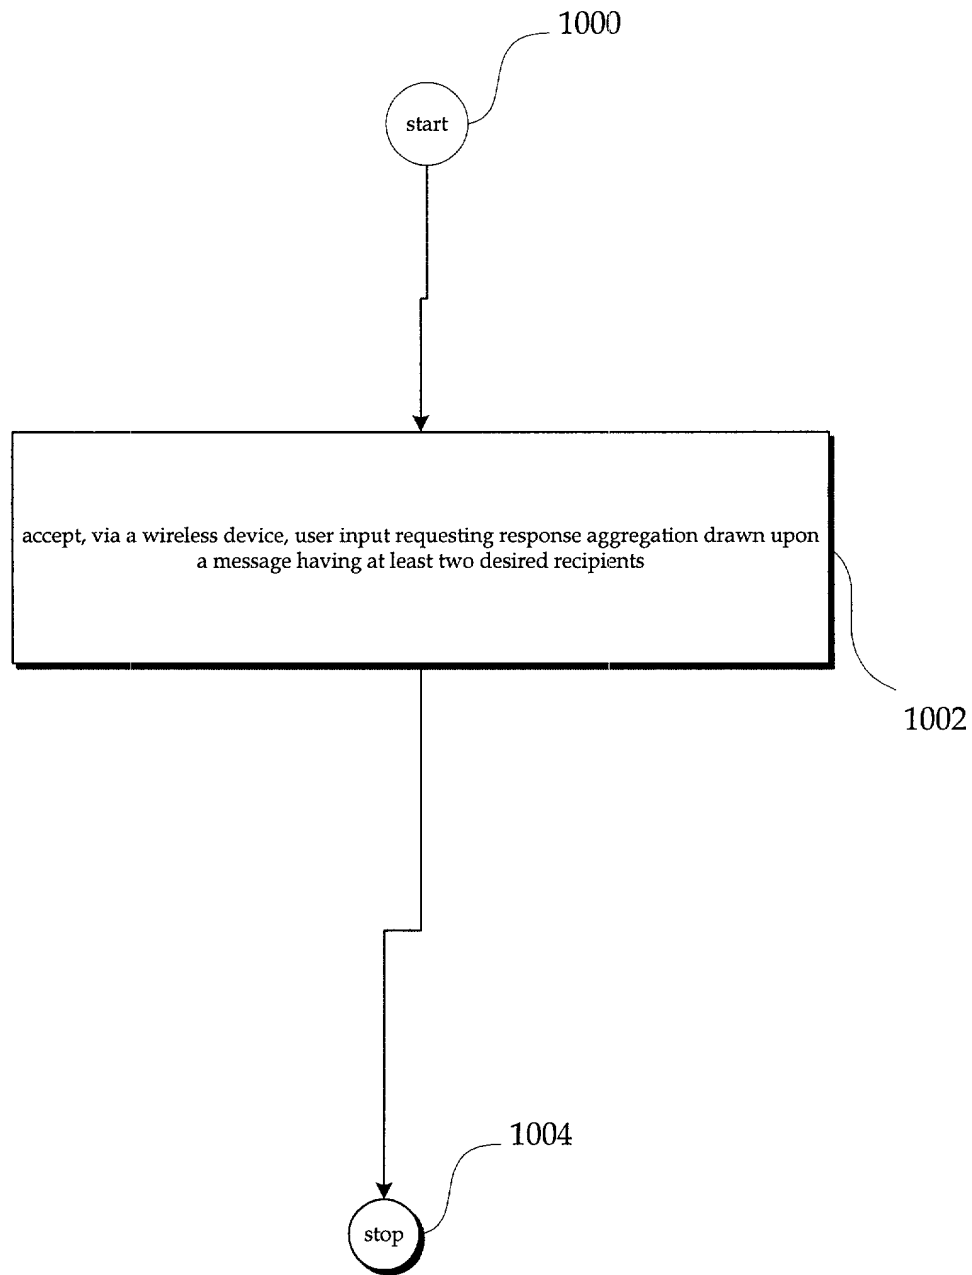 1000
start
accept, via a wireless device, user input requesting response aggregation drawn upon
a message having at least two desired recipients
1002
1004
stop